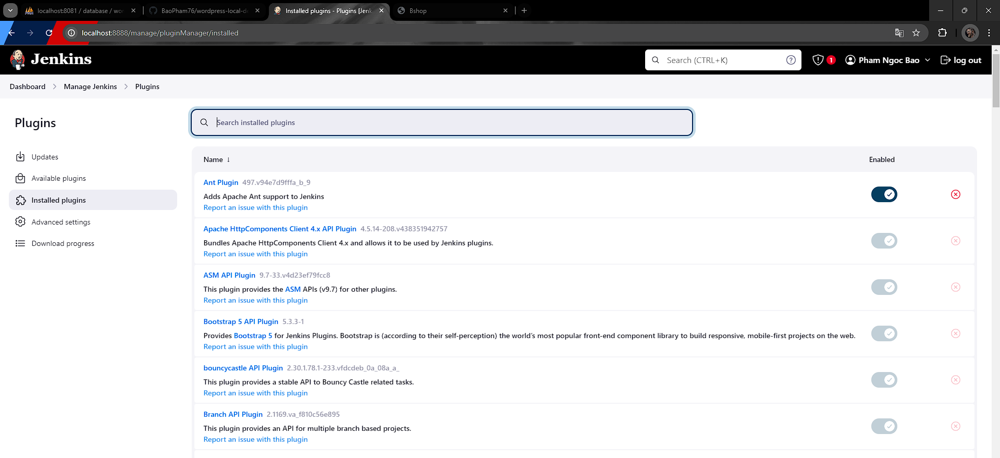 localhost:8081 / database / wor
BaoPham76/wordpress-local-de
Installed plugins - Plugins [Jenk
Bshop
localhost:8888/manage/pluginManager/installed
Jenkins
Search (CTRL+K)
1
Pham Ngoc Bao
log out
Dashboard
Manage Jenkins
Plugins
Plugins
Updates
Available plugins
Installed plugins
Advanced settings
Download progress
Search installed plugins
Name ↓
Enabled
Ant Plugin 497.v94e7d9fffa_b_9
Adds Apache Ant support to Jenkins
Report an issue with this plugin
Apache HttpComponents Client 4.x API Plugin 4.5.14-208.v438351942757
Bundles Apache HttpComponents Client 4.x and allows it to be used by Jenkins plugins.
Report an issue with this plugin
ASM API Plugin 9.7-33.v4d23ef79fcc8
This plugin provides the ASM APIs (v9.7) for other plugins.
Report an issue with this plugin
Bootstrap 5 API Plugin 5.3.3-1
Provides Bootstrap 5 for Jenkins Plugins. Bootstrap is (according to their self-perception) the world’s most popular front-end component library to build responsive, mobile-first projects on the web.
Report an issue with this plugin
bouncycastle API Plugin 2.30.1.78.1-233.vfdcdeb_0a_08a_a_
This plugin provides a stable API to Bouncy Castle related tasks.
Report an issue with this plugin
Branch API Plugin 2.1169.va_f810c56e895
This plugin provides an API for multiple branch based projects.
Report an issue with this plugin